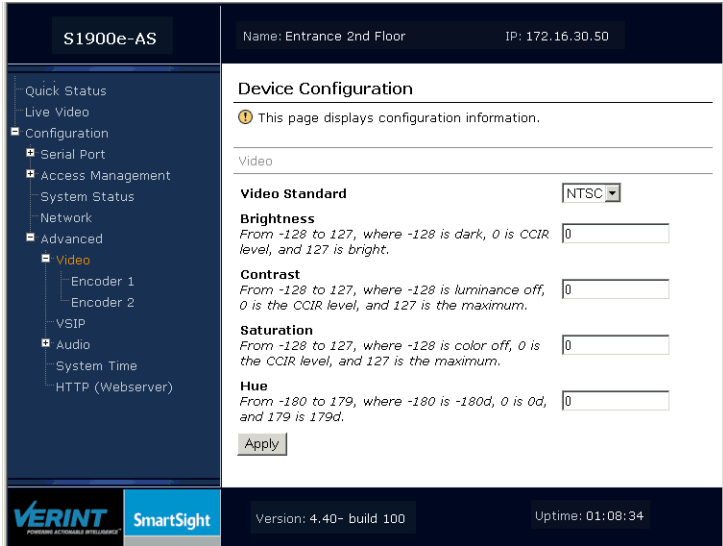 S1900e-AS
Name: Entrance 2nd Floor
IP: 172.16.30.50
Quick Status
Live Video
Configuration
Serial Port
Access Management
System Status
Network
Advanced
Video
Encoder 1
Encoder 2
VSIP
Audio
System Time
HTTP (Webserver)
Device Configuration
This page displays configuration information.
Video
Video Standard
NTSC
Brightness
From -128 to 127, where -128 is dark, 0 is CCIR
level, and 127 is bright.
0
Contrast
From -128 to 127, where -128 is luminance off,
0 is the CCIR level, and 127 is the maximum.
0
Saturation
From -128 to 127, where -128 is color off, 0 is
the CCIR level, and 127 is the maximum.
0
Hue
From -180 to 179, where -180 is -180d, 0 is 0d,
and 179 is 179d.
0
Apply
VERINT
POWERING ACTIONABLE INTELLIGENCE
SmartSight
Version: 4.40- build 100
Uptime: 01:08:34